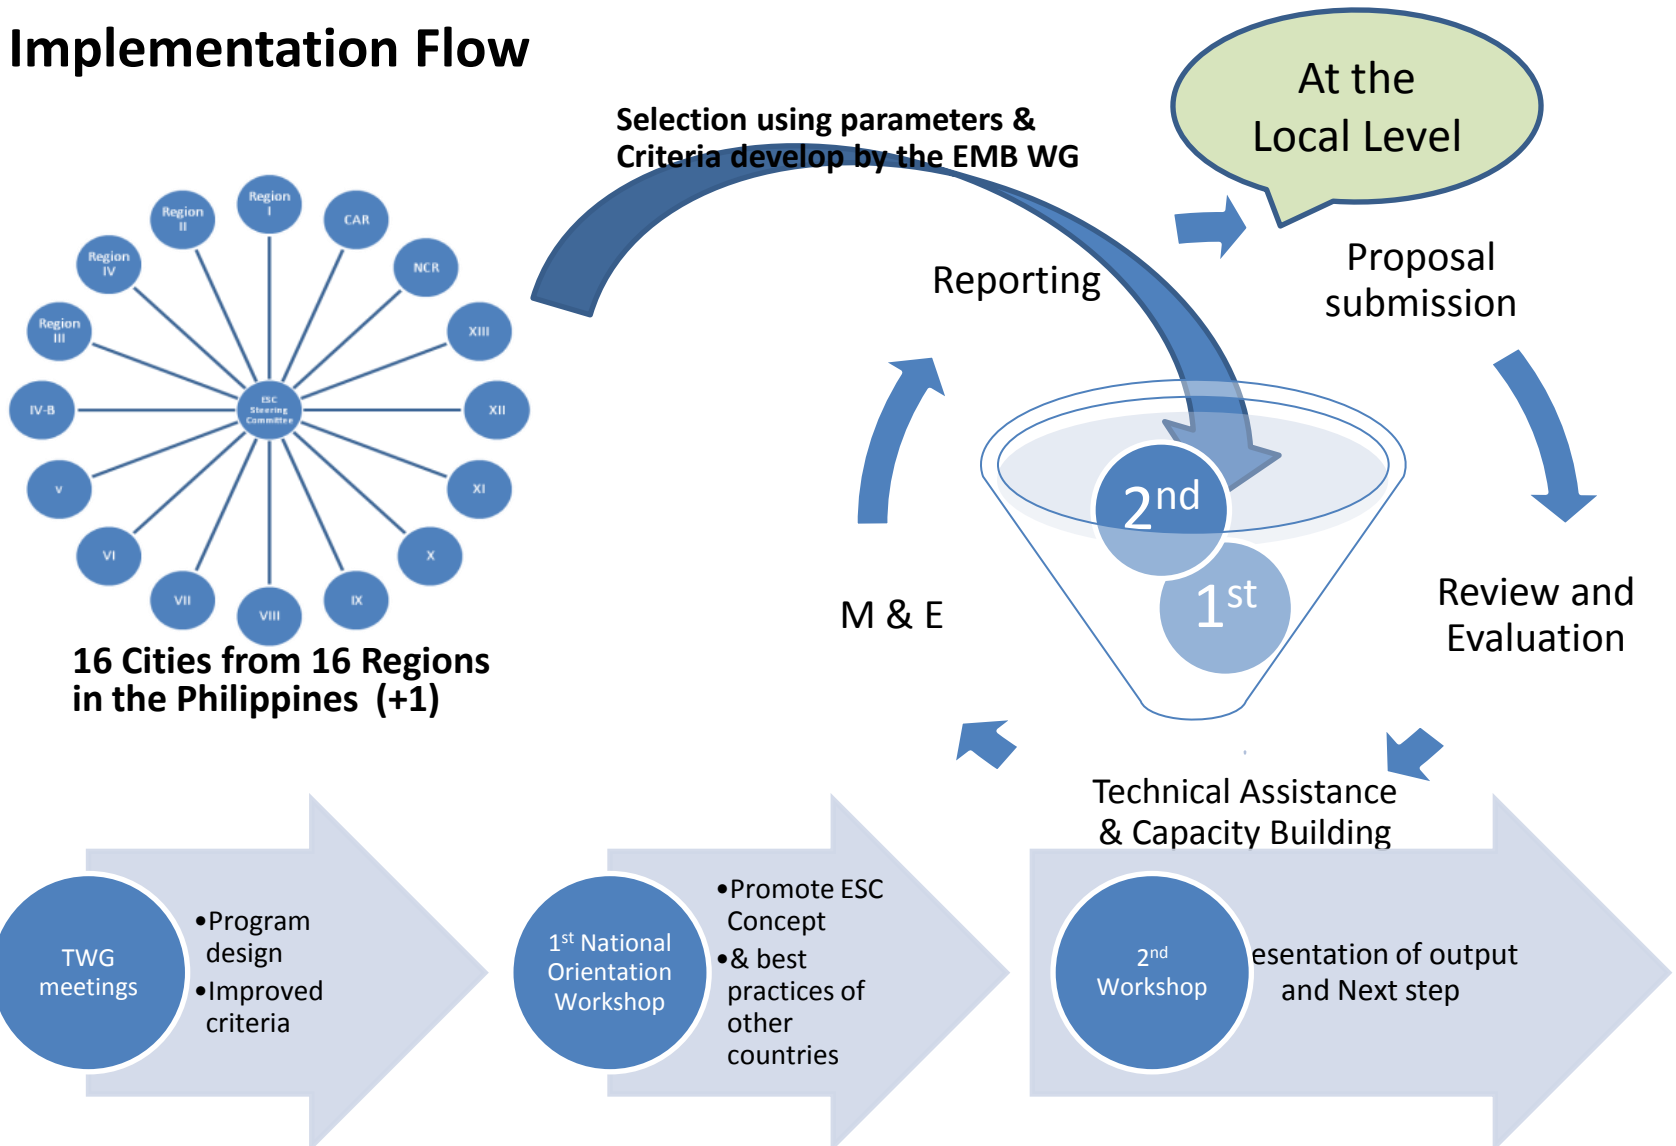 Implementation Flow
Selection using parameters &
Criteria develop by the EMB WG
At the
Local Level
Region
I
CAR
NCR
XIII
XII
XI
X
IX
VIII
VII
VI
v
IV-B
Region
III
Region
IV
Region
II
ESC
Steering
Committee
16 Cities from 16 Regions
in the Philippines (+1)
Reporting
Proposal
submission
Review and
Evaluation
Technical Assistance
& Capacity Building
M & E
2nd
1st
TWG
meetings
•Program
design
•Improved
criteria
1st National
Orientation
Workshop
•Promote ESC
Concept
•& best
practices of
other
countries
2nd
Workshop
esentation of output
and Next step